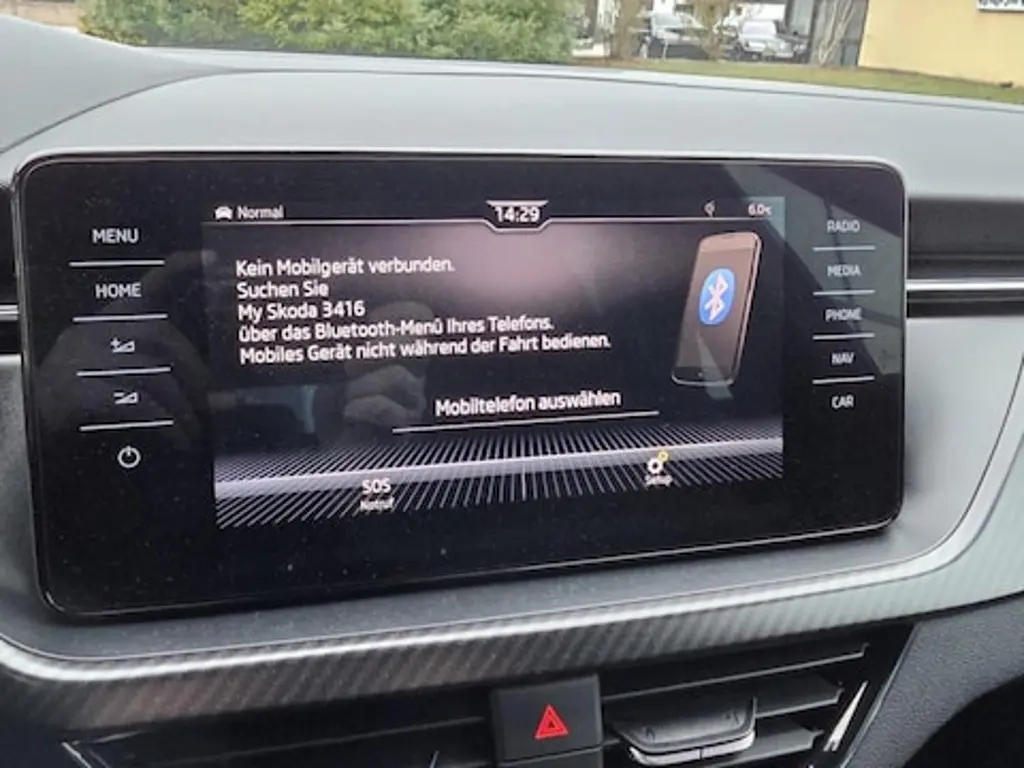 Normal
14:29
6.0°C
MENU
HOME
RADIO
MEDIA
PHONE
NAV
CAR
Kein Mobilgerät verbunden.
Suchen Sie
My Skoda 3416
über das Bluetooth-Menü Ihres Telefons.
Mobiles Gerät nicht während der Fahrt bedienen.
Mobiltelefon auswählen
SOS
Notruf
Setup